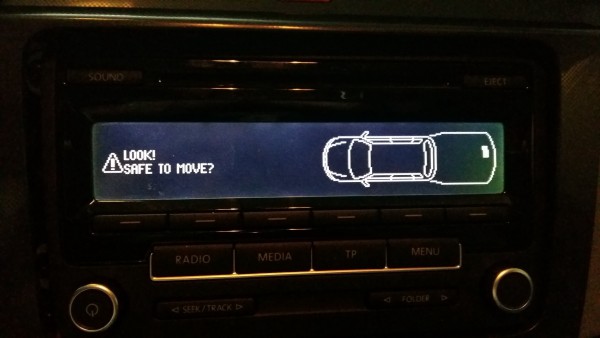 SOUND
EJECT
LOOK!
SAFE TO MOVE?
RADIO
MEDIA
TP
MENU
SEEK/TRACK
FOLDER